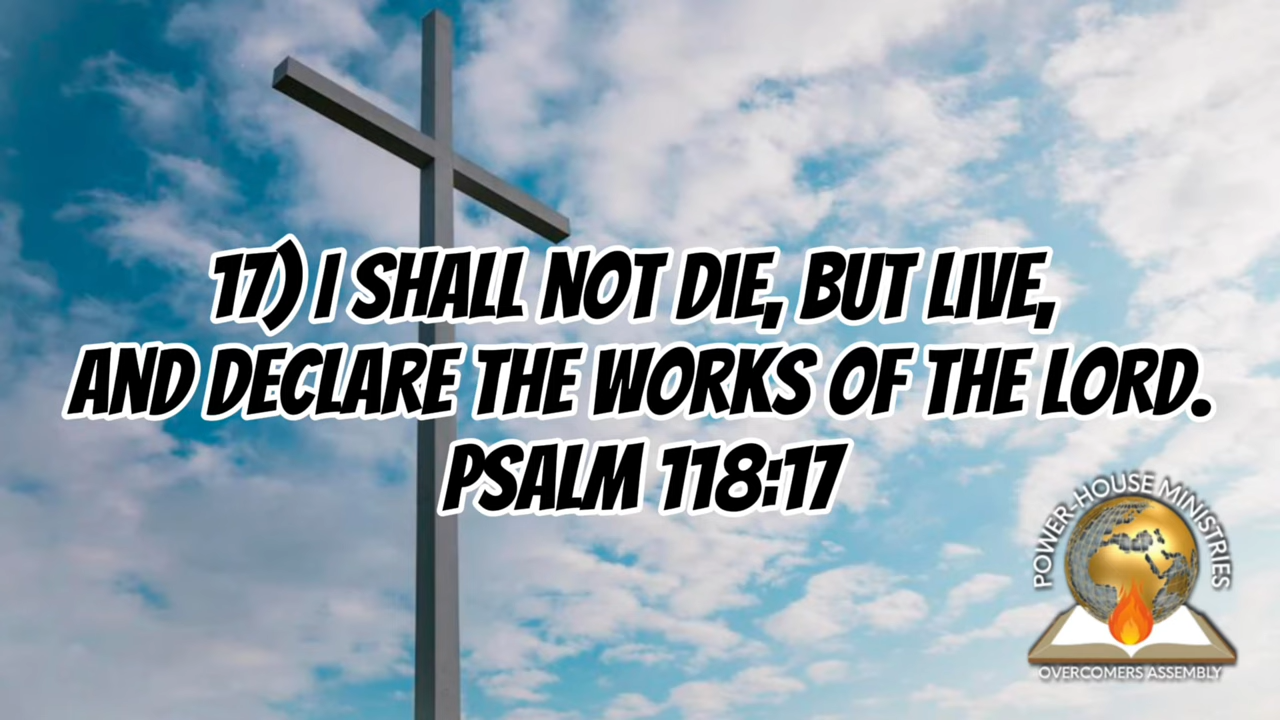 17) I SHALL NOT DIE, BUT LIVE,
AND DECLARE THE WORKS OF THE LORD.
PSALM 118:17
POWER-HOUSE MINISTRIES
OVERCOMERS ASSEMBLY